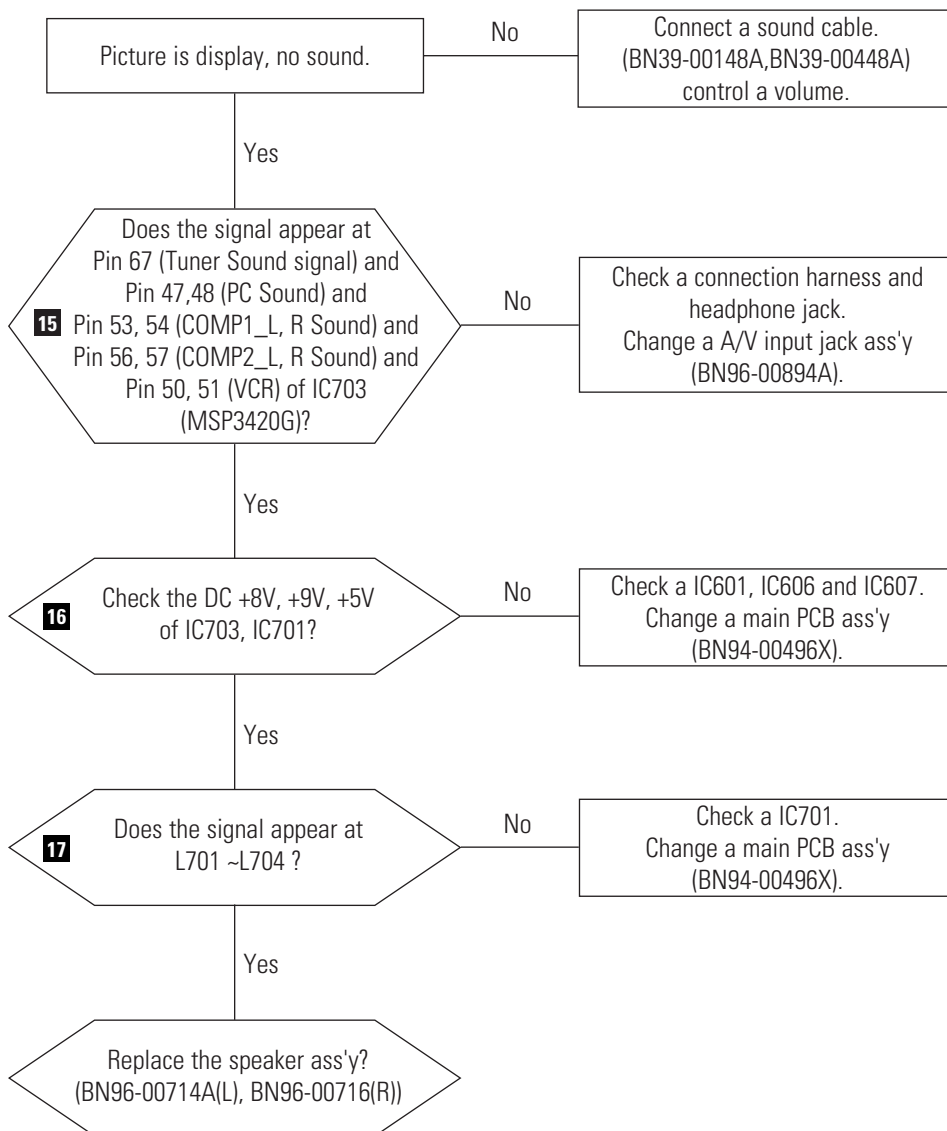 Picture is display, no sound.
No
Connect a sound cable.
(BN39-00148A,BN39-00448A)
control a volume.
Yes
15
Does the signal appear at
Pin 67 (Tuner Sound signal) and
Pin 47,48 (PC Sound) and
Pin 53, 54 (COMP1_L, R Sound) and
Pin 56, 57 (COMP2_L, R Sound) and
Pin 50, 51 (VCR) of IC703
(MSP3420G)?
No
Check a connection harness and
headphone jack.
Change a A/V input jack ass'y
(BN96-00894A).
Yes
16
Check the DC +8V, +9V, +5V
of IC703, IC701?
No
Check a IC601, IC606 and IC607.
Change a main PCB ass'y
(BN94-00496X).
Yes
17
Does the signal appear at
L701 ~L704 ?
No
Check a IC701.
Change a main PCB ass'y
(BN94-00496X).
Yes
Replace the speaker ass'y?
(BN96-00714A(L), BN96-00716(R))